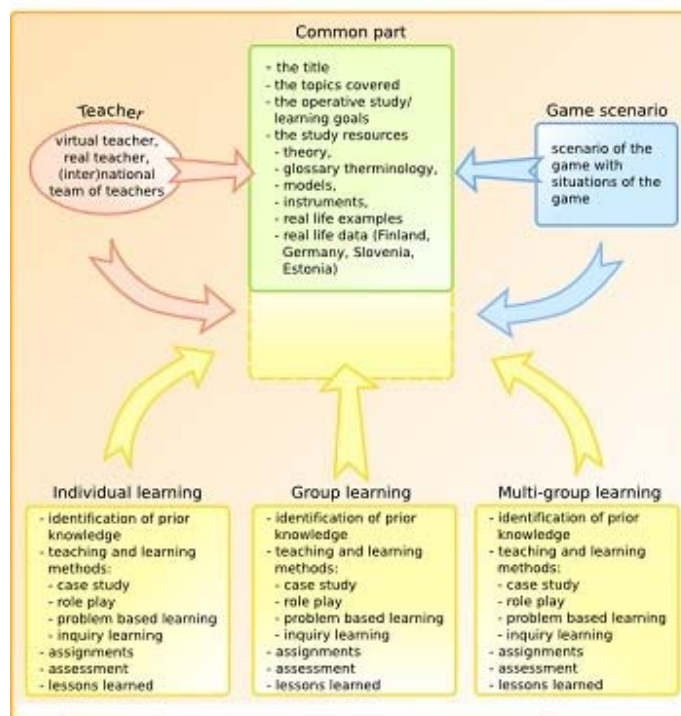 Common part
- the title
- the topics covered
- the operative study/
learning goals
- the study resources
- theory,
- glossary therminology,
- models,
- instruments,
- real life examples
- real life data (Finland,
Germany, Slovenia,
Estonia)
Teacher
virtual teacher,
real teacher,
(inter)national
team of teachers
Game scenario
scenario of the
game with
situations of the
game
Individual learning
- identification of prior
knowledge
- teaching and learning
methods:
- case study
- role play
- problem based learning
- inquiry learning
- assignments
- assessment
- lessons learned
Group learning
- identification of prior
knowledge
- teaching and learning
methods:
- case study
- role play
- problem based learning
- inquiry learning
- assignments
- assessment
- lessons learned
Multi-group learning
- identification of prior
knowledge
- teaching and learning
methods:
- case study
- role play
- problem based learning
- inquiry learning
- assignments
- assessment
- lessons learned